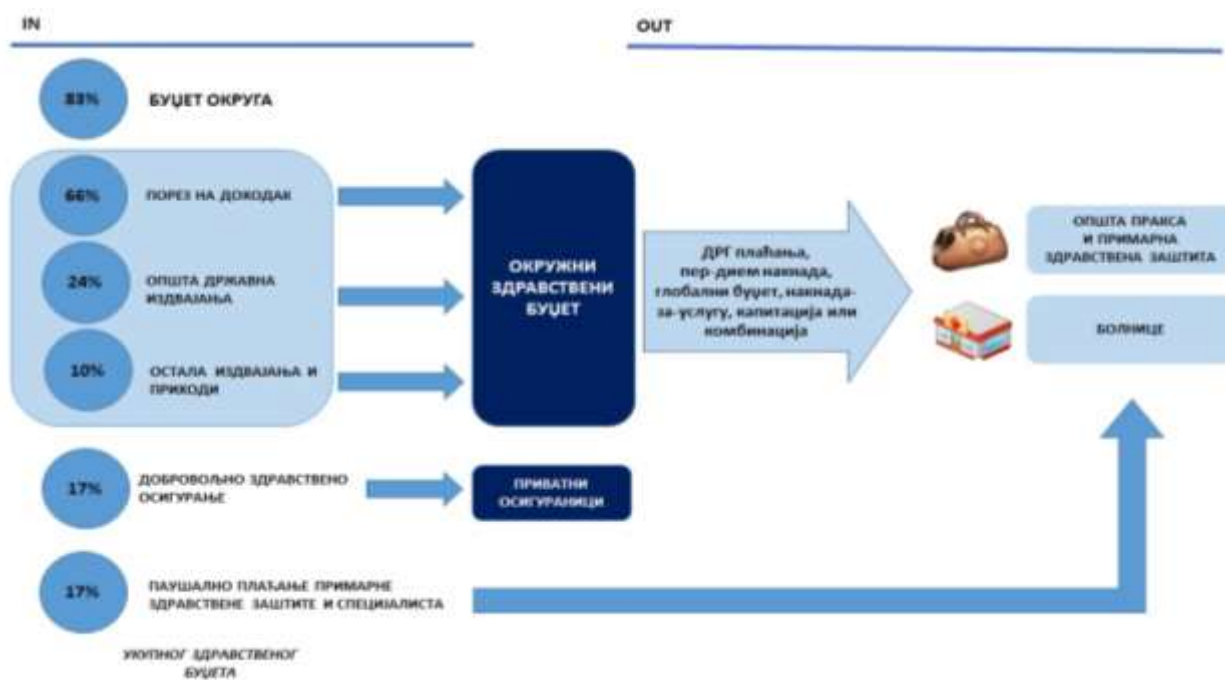 IN
OUT
83%
БУЏЕТ ОКРУГА
66%
ПОРЕЗ НА ДОХОДАК
24%
ОПШТА ДРЖАВНА
ИЗДВАЈАЊА
10%
ОСТАЛА ИЗДВАЈАЊА И
ПРИХОДИ
ОКРУЖНИ
ЗДРАВСТВЕНИ
БУЏЕТ
ДРГ плаћања,
пер-дием накнада,
глобални буџет, накнада-
за-услугу, капитација или
комбинација
ОПШТА ПРАКСА
И ПРИМАРНА
ЗДРАВСТВЕНА ЗАШТИТА
БОЛНИЦЕ
17%
ДОБРОВОЉНО ЗДРАВСТВЕНО
ОСИГУРАЊЕ
ПРИВАТНИ
ОСИГУРАНИЦИ
17%
ПАУШАЛНО ПЛАЋАЊЕ ПРИМАРНЕ
ЗДРАВСТВЕНЕ ЗАШТИТЕ И СПЕЦИЈАЛИСТА
УКУПНОГ ЗДРАВСТВЕНОГ
БУЏЕТА